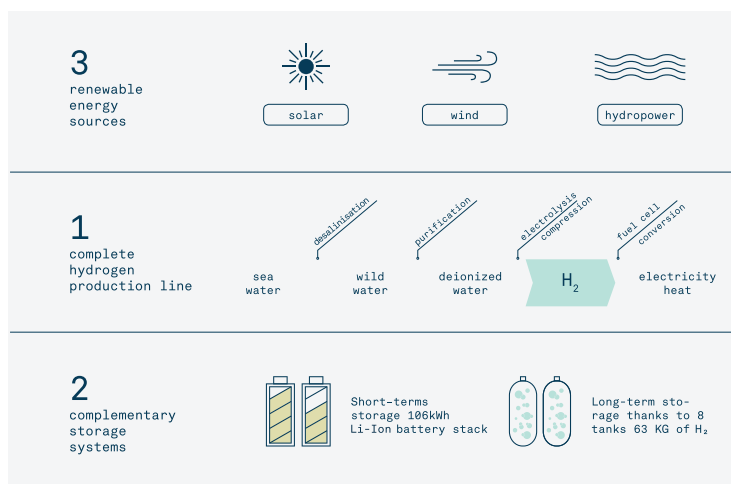 3
renewable
energy
sources
solar
wind
hydropower
1
complete
hydrogen
production line
desalinisation
purification
electrolysis
compression
fuel cell
conversion
sea
water
wild
water
deionized
water
H₂
electricity
heat
2
complementary
storage
systems
Short-terms
storage 106kWh
Li-Ion battery stack
Long-term sto-
rage thanks to 8
tanks 63 KG of H₂